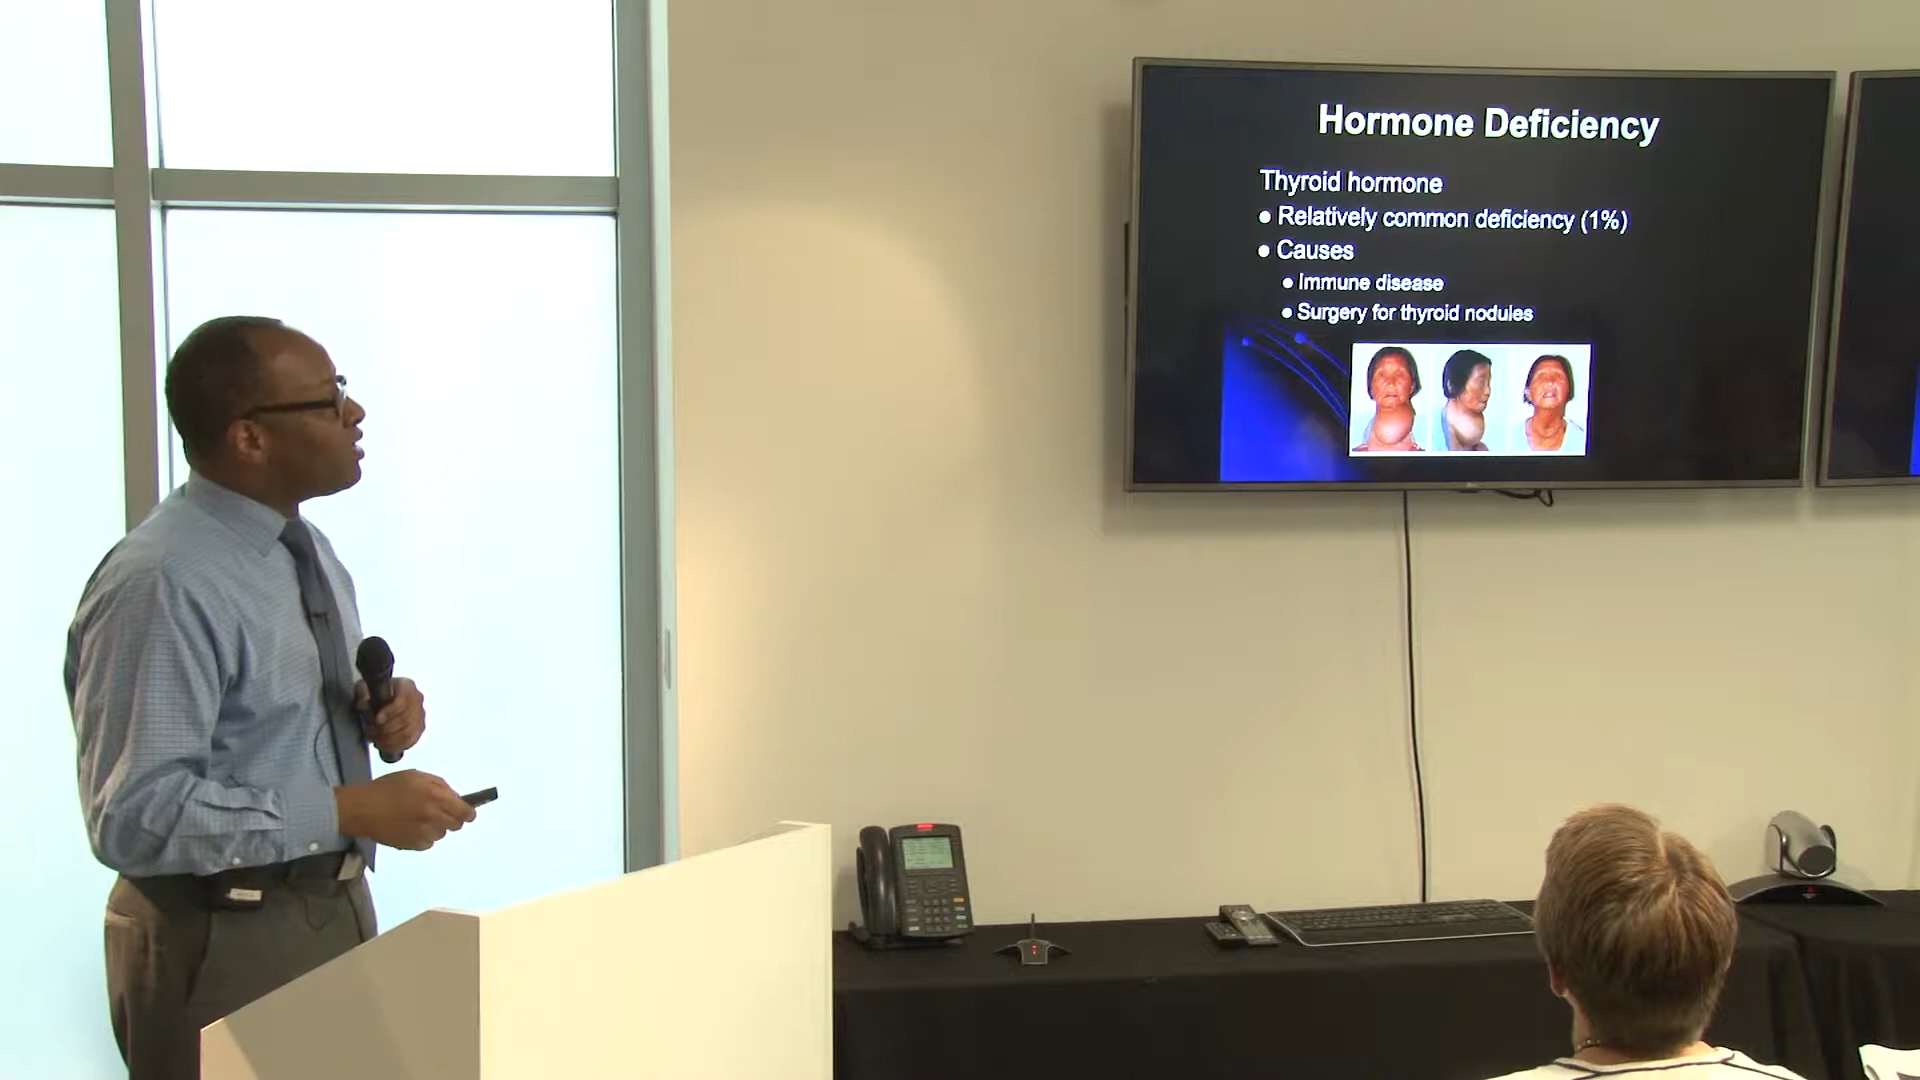 Hormone Deficiency
Thyroid hormone
● Relatively common deficiency (1%)
● Causes
● Immune disease
● Surgery for thyroid nodules